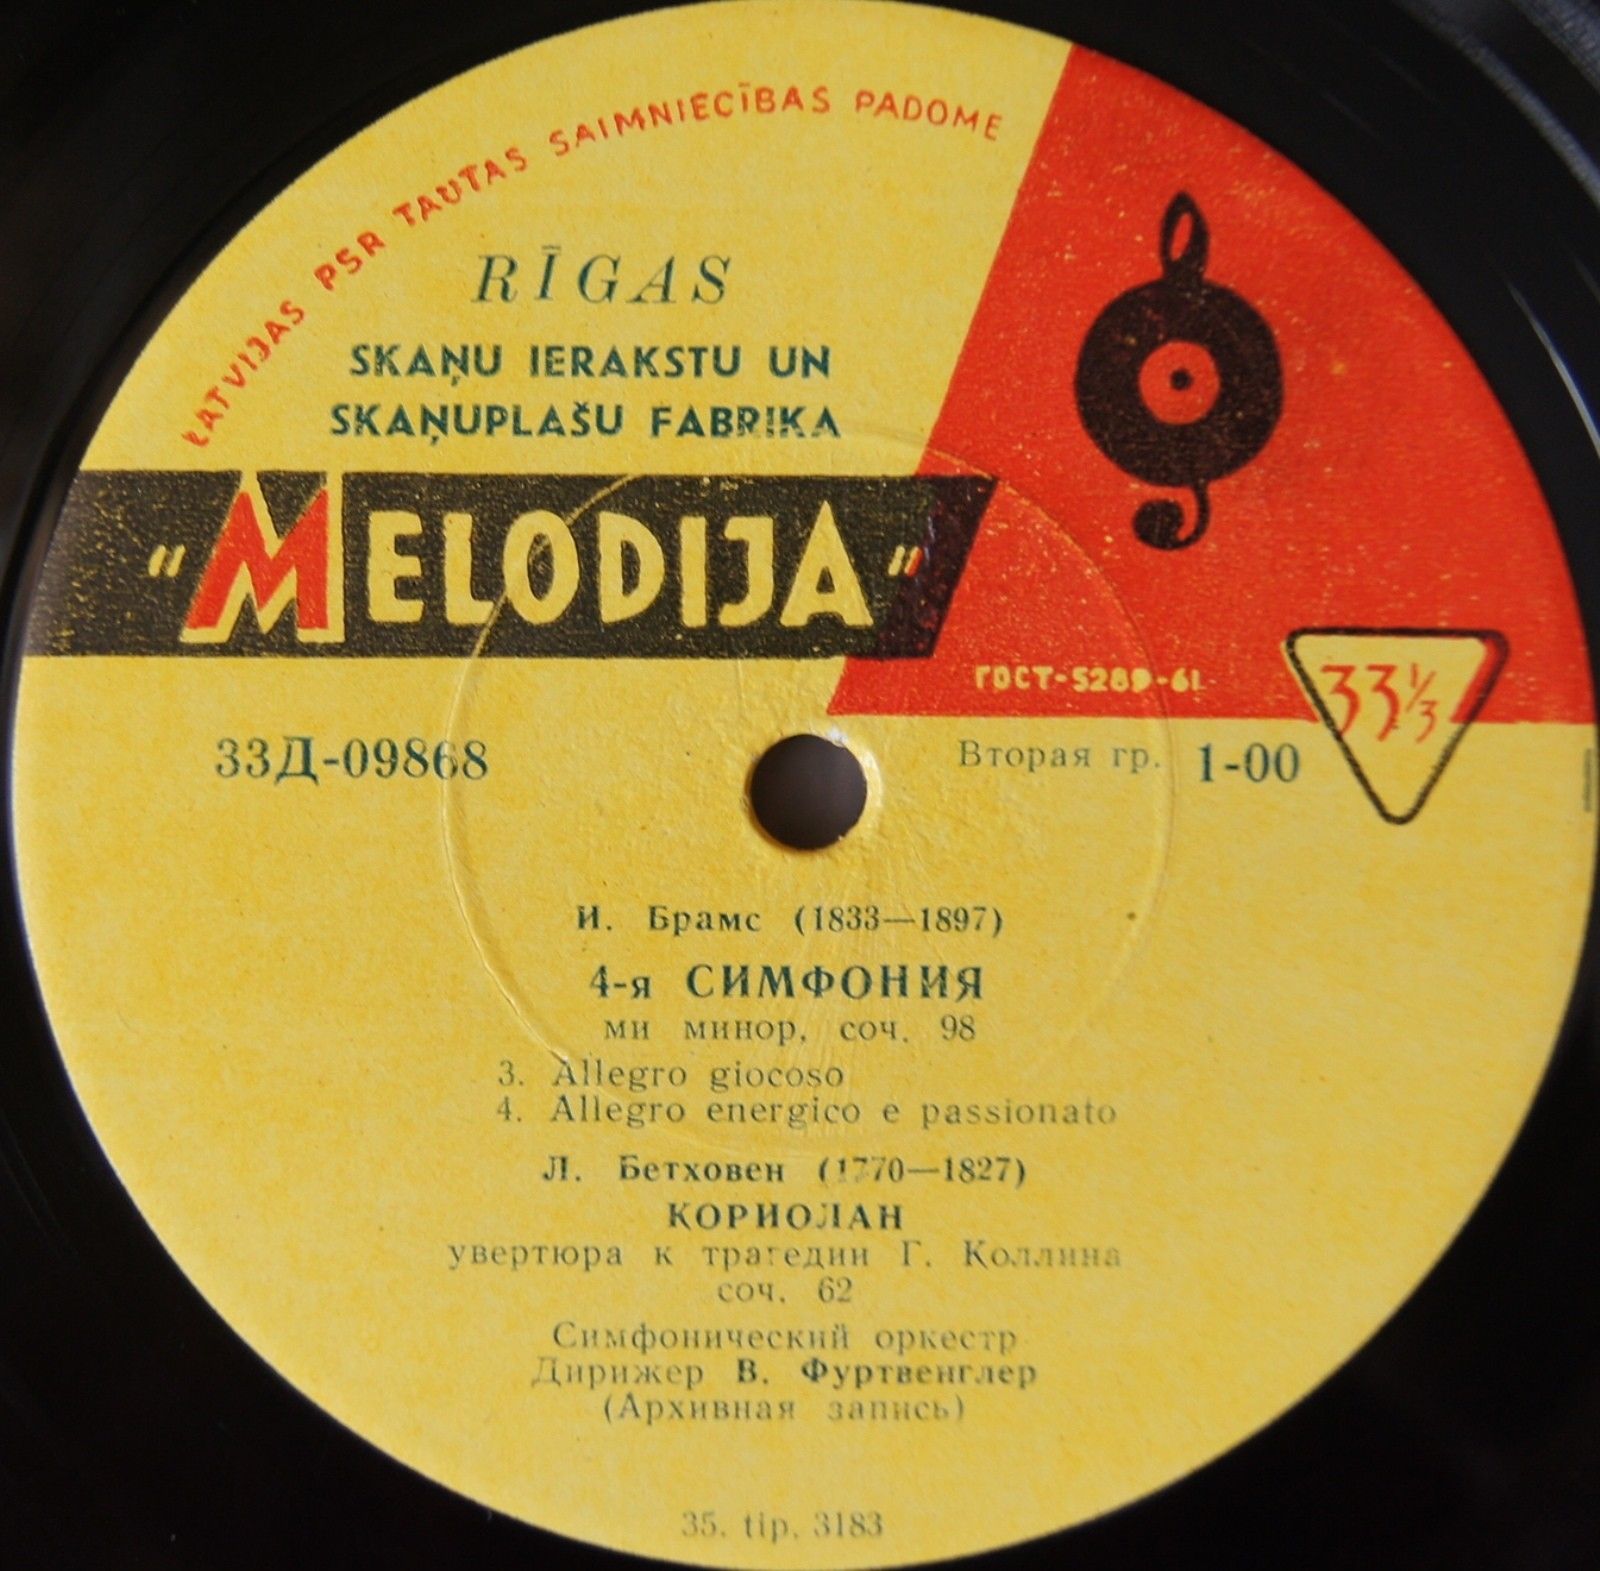 LATVIJAS PSR TAUTAS SAIMNIECĪBAS PADOME
RĪGAS
SKAŅU IERAKSTU UN
SKAŅUPLAŠU FABRIKA
"MELODIJA"
ГОСТ-5289-61
33⅓
33Д-09868
Вторая гр. 1-00
И. Брамс (1833—1897)
4-я СИМФОНИЯ
ми минор, соч. 98
3. Allegro giocoso
4. Allegro energico e passionato
Л. Бетховен (1770—1827)
КОРИОЛАН
увертюра к трагедии Г. Коллина
соч. 62
Симфонический оркестр
Дирижер В. Фуртвенглер
(Архивная запись)
35. tip. 3183